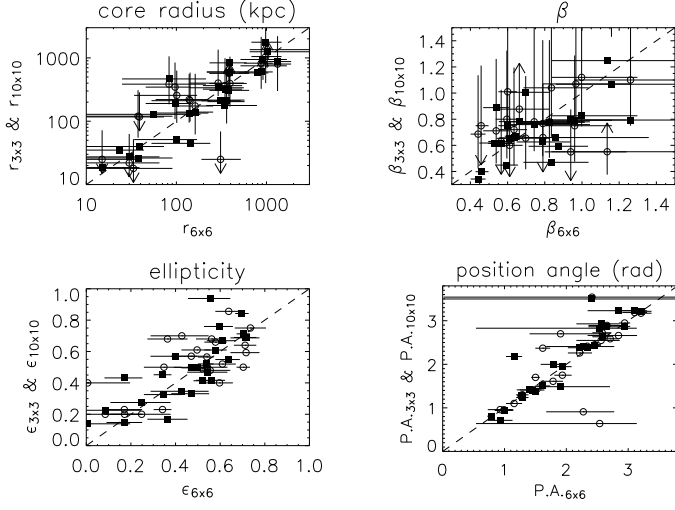 core radius (kpc)
r3x3 & r10x10
1000
100
10
10 100 1000
r6x6
β
β3x3 & β10x10
1.4
1.2
1.0
0.8
0.6
0.4
0.4 0.6 0.8 1.0 1.2 1.4
β6x6
ellipticity
ε3x3 & ε10x10
1.0
0.8
0.6
0.4
0.2
0.0
0.0 0.2 0.4 0.6 0.8 1.0
ε6x6
position angle (rad)
P.A.3x3 & P.A.10x10
3
2
1
0
0 1 2 3
P.A.6x6